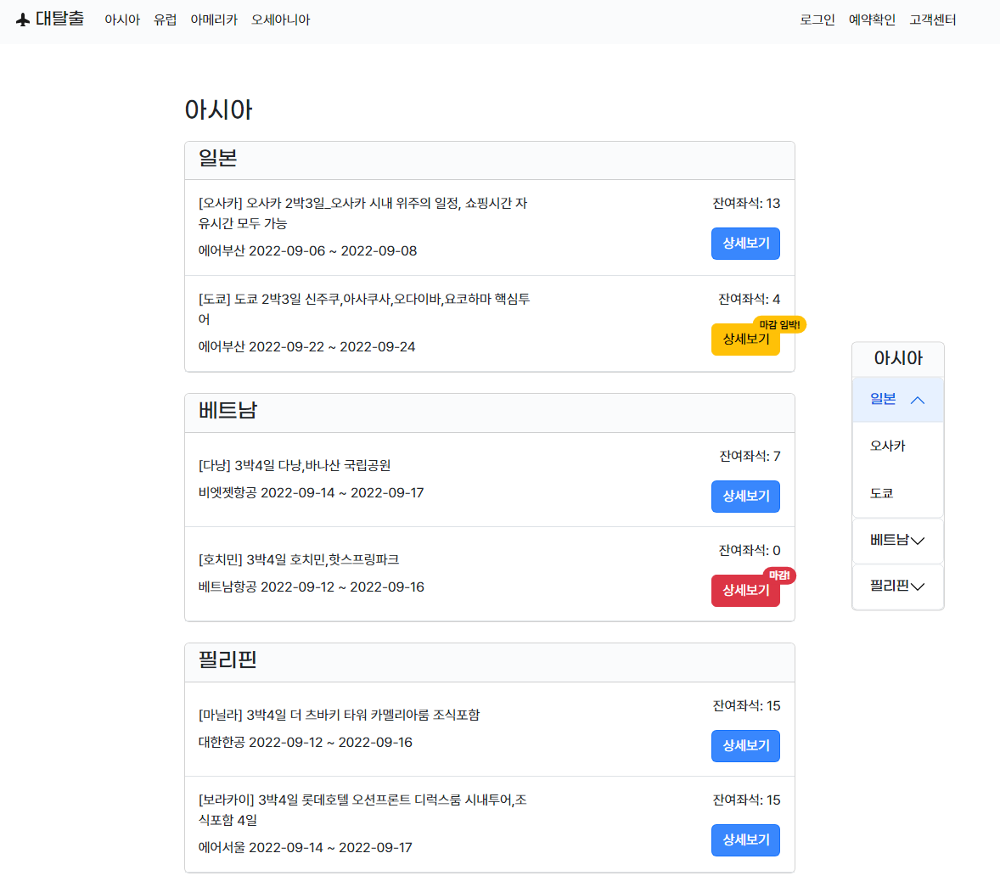 대탈출 아시아 유럽 아메리카 오세아니아 로그인 예약확인 고객센터
아시아
일본
[오사카] 오사카 2박3일_오사카 시내 위주의 일정, 쇼핑시간 자
유시간 모두 가능
에어부산 2022-09-06 ~ 2022-09-08
잔여좌석: 13
상세보기
[도쿄] 도쿄 2박3일 신주쿠,아사쿠사,오다이바,요코하마 핵심투
어
에어부산 2022-09-22 ~ 2022-09-24
잔여좌석: 4
마감 임박!
상세보기
베트남
[다낭] 3박4일 다낭,바나산 국립공원
비엣젯항공 2022-09-14 ~ 2022-09-17
잔여좌석: 7
상세보기
[호치민] 3박4일 호치민,핫스프링파크
베트남항공 2022-09-12 ~ 2022-09-16
잔여좌석: 0
마감!
상세보기
필리핀
[마닐라] 3박4일 더 츠바키 타워 카멜리아룸 조식포함
대한한공 2022-09-12 ~ 2022-09-16
잔여좌석: 15
상세보기
[보라카이] 3박4일 롯데호텔 오션프론트 디럭스룸 시내투어,조
식포함 4일
에어서울 2022-09-14 ~ 2022-09-17
잔여좌석: 15
상세보기
아시아
일본
오사카
도쿄
베트남
필리핀